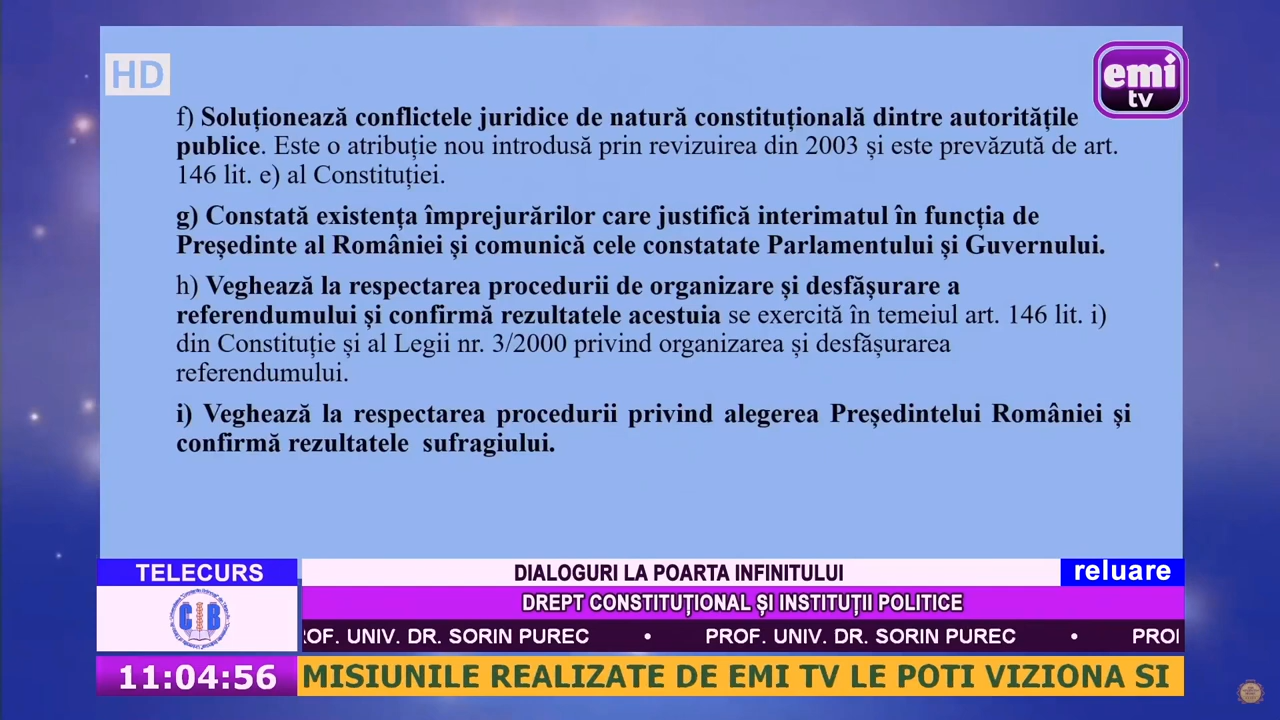 HD
emi
tv
f) Soluționează conflictele juridice de natură constituțională dintre autoritățile
publice. Este o atribuție nou introdusă prin revizuirea din 2003 și este prevăzută de art.
146 lit. e) al Constituției.
g) Constată existența împrejurărilor care justifică interimatul în funcția de
Președinte al României și comunică cele constatate Parlamentului și Guvernului.
h) Veghează la respectarea procedurii de organizare și desfășurare a
referendumului și confirmă rezultatele acestuia se exercită în temeiul art. 146 lit. i)
din Constituție și al Legii nr. 3/2000 privind organizarea și desfășurarea
referendumului.
i) Veghează la respectarea procedurii privind alegerea Președintelui României și
confirmă rezultatele sufragiului.
TELECURS
DIALOGURI LA POARTA INFINITULUI
reluare
DREPT CONSTITUȚIONAL ȘI INSTITUȚII POLITICE
CB
ROF. UNIV. DR. SORIN PUREC • PROF. UNIV. DR. SORIN PUREC • PROF
11:04:56
MISIUNILE REALIZATE DE EMI TV LE POTI VIZIONA SI